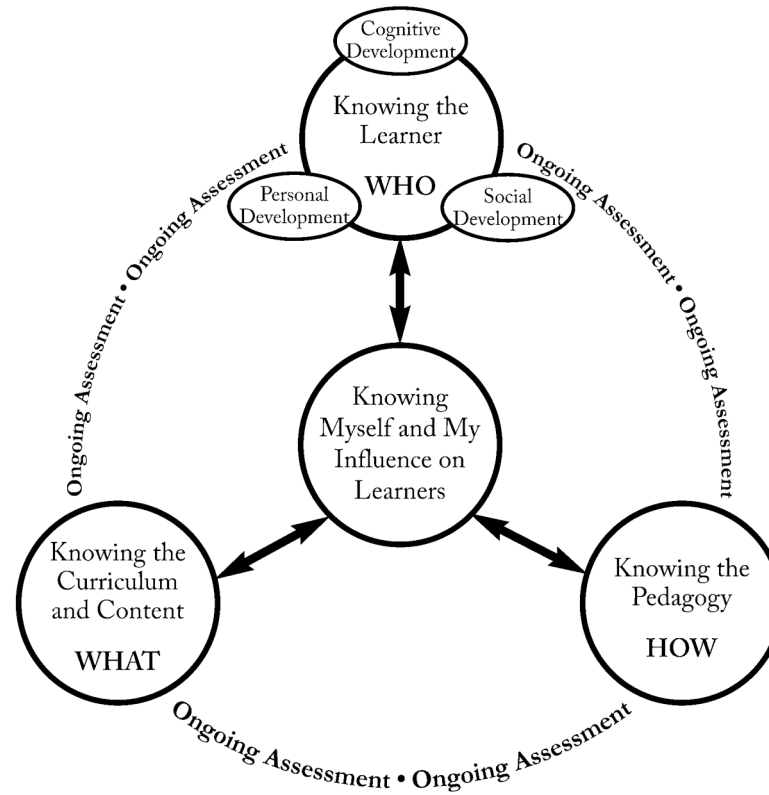 Cognitive
Development
Knowing the
Learner
WHO
Personal
Development
Social
Development
Ongoing Assessment • Ongoing Assessment
Ongoing Assessment • Ongoing Assessment
Knowing
Myself and My
Influence on
Learners
Knowing the
Curriculum
and Content
WHAT
Knowing the
Pedagogy
HOW
Ongoing Assessment • Ongoing Assessment